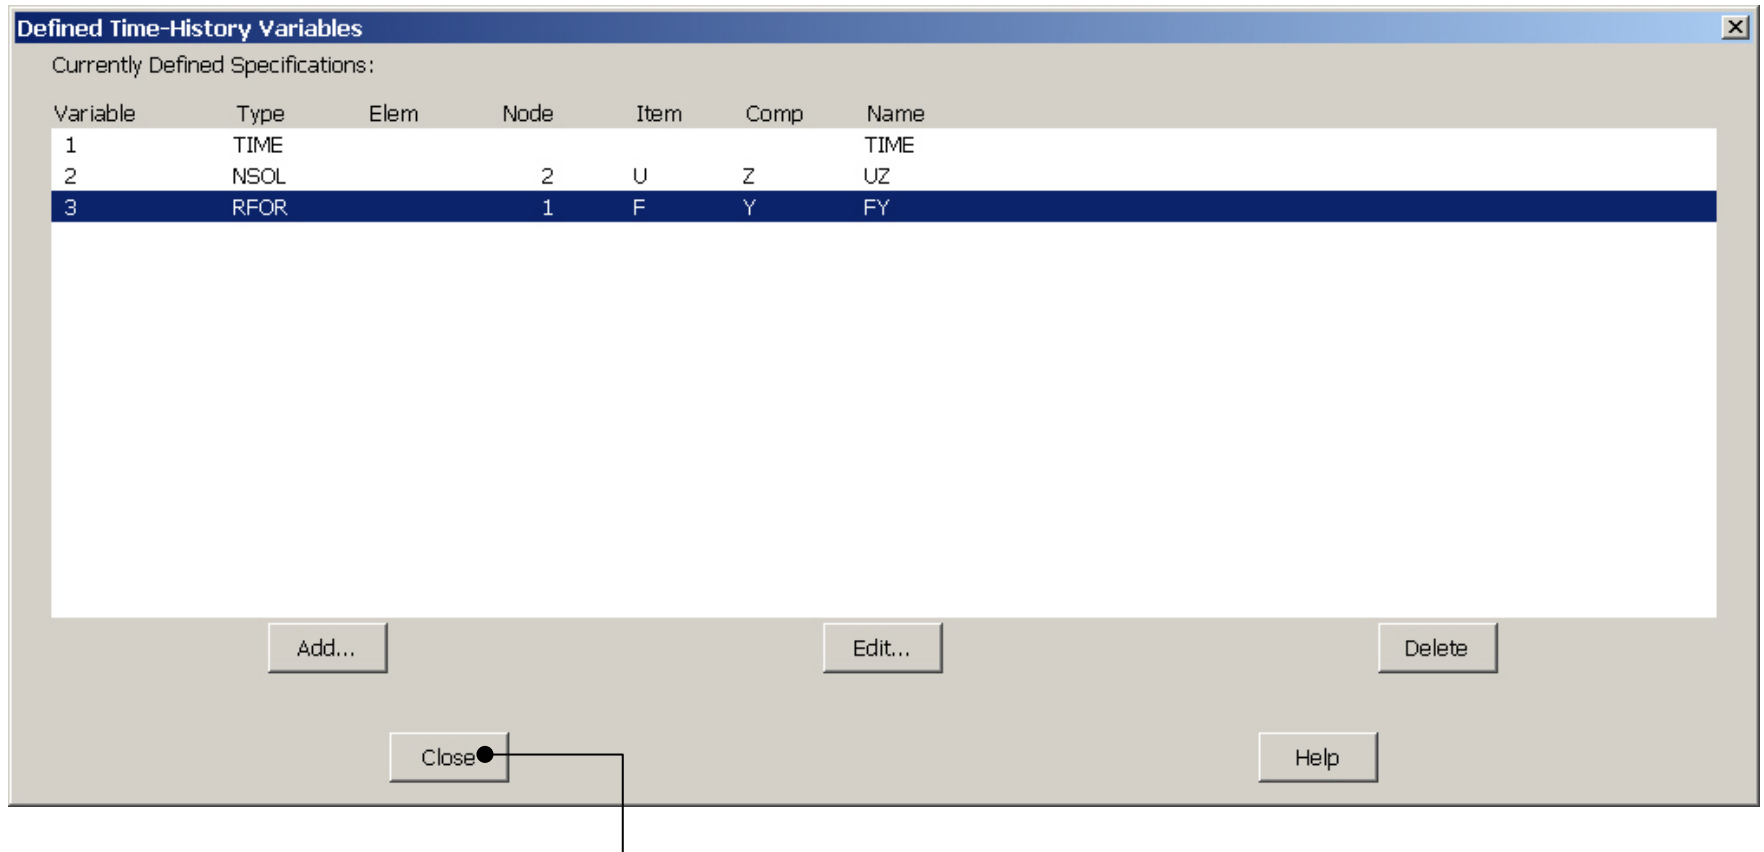 Defined Time-History Variables
Currently Defined Specifications:
Variable Type Elem Node Item Comp Name
1 TIME TIME
2 NSOL 2 U Z UZ
3 RFOR 1 F Y FY
Add... Edit... Delete
Close Help